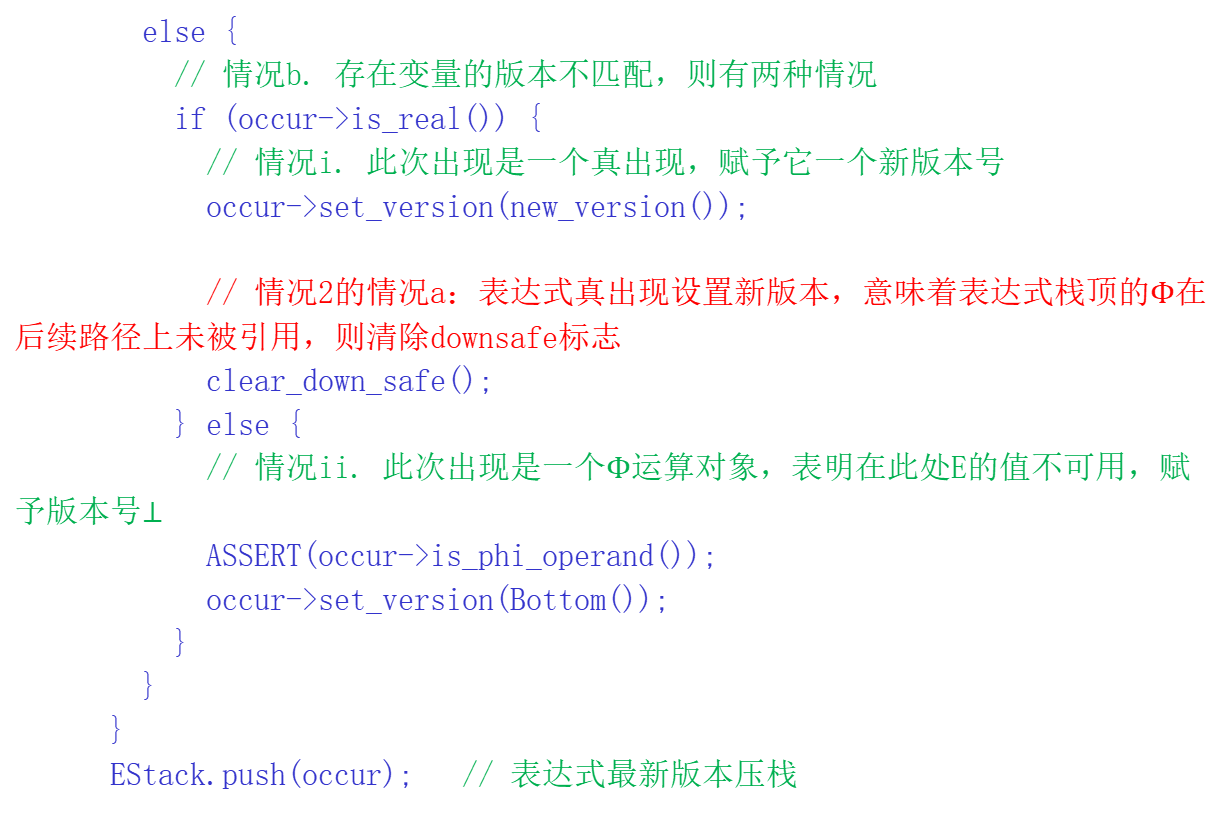 else {
// 情况b. 存在变量的版本不匹配，则有两种情况
if (occur->is_real()) {
// 情况i. 此次出现是一个真出现，赋予它一个新版本号
occur->set_version(new_version());
// 情况2的情况a：表达式真出现设置新版本，意味着表达式栈顶的Φ在
后续路径上未被引用，则清除downsafe标志
clear_down_safe();
} else {
// 情况ii. 此次出现是一个Φ运算对象，表明在此处E的值不可用，赋
予版本号⊥
ASSERT(occur->is_phi_operand());
occur->set_version(Bottom());
}
}
}
EStack.push(occur); // 表达式最新版本压栈